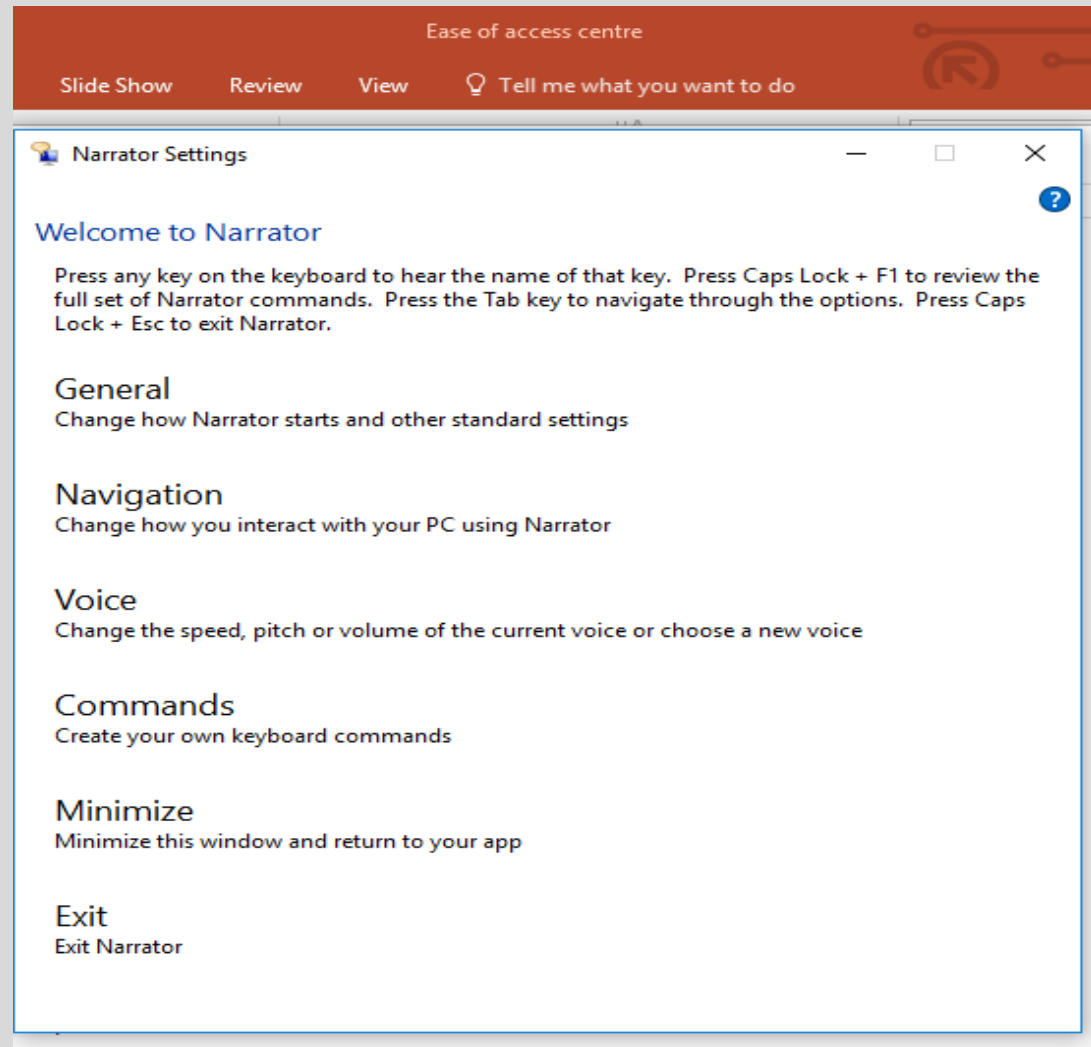 Ease of access centre
Slide Show Review View Tell me what you want to do
Narrator Settings
Welcome to Narrator
Press any key on the keyboard to hear the name of that key. Press Caps Lock + F1 to review the
full set of Narrator commands. Press the Tab key to navigate through the options. Press Caps
Lock + Esc to exit Narrator.
General
Change how Narrator starts and other standard settings
Navigation
Change how you interact with your PC using Narrator
Voice
Change the speed, pitch or volume of the current voice or choose a new voice
Commands
Create your own keyboard commands
Minimize
Minimize this window and return to your app
Exit
Exit Narrator